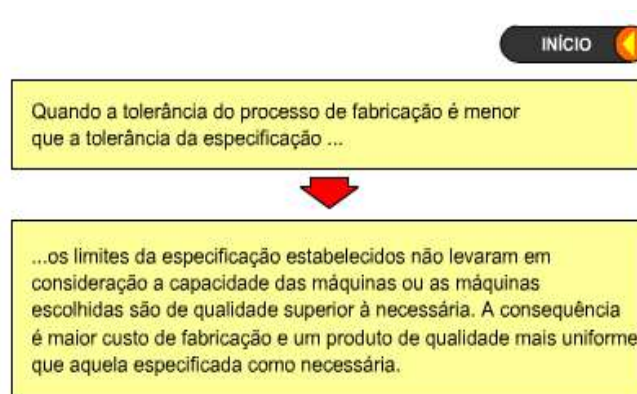 INÍCIO
Quando a tolerância do processo de fabricação é menor
que a tolerância da especificação ...
...os limites da especificação estabelecidos não levaram em
consideração a capacidade das máquinas ou as máquinas
escolhidas são de qualidade superior à necessária. A consequência
é maior custo de fabricação e um produto de qualidade mais uniforme
que aquela especificada como necessária.